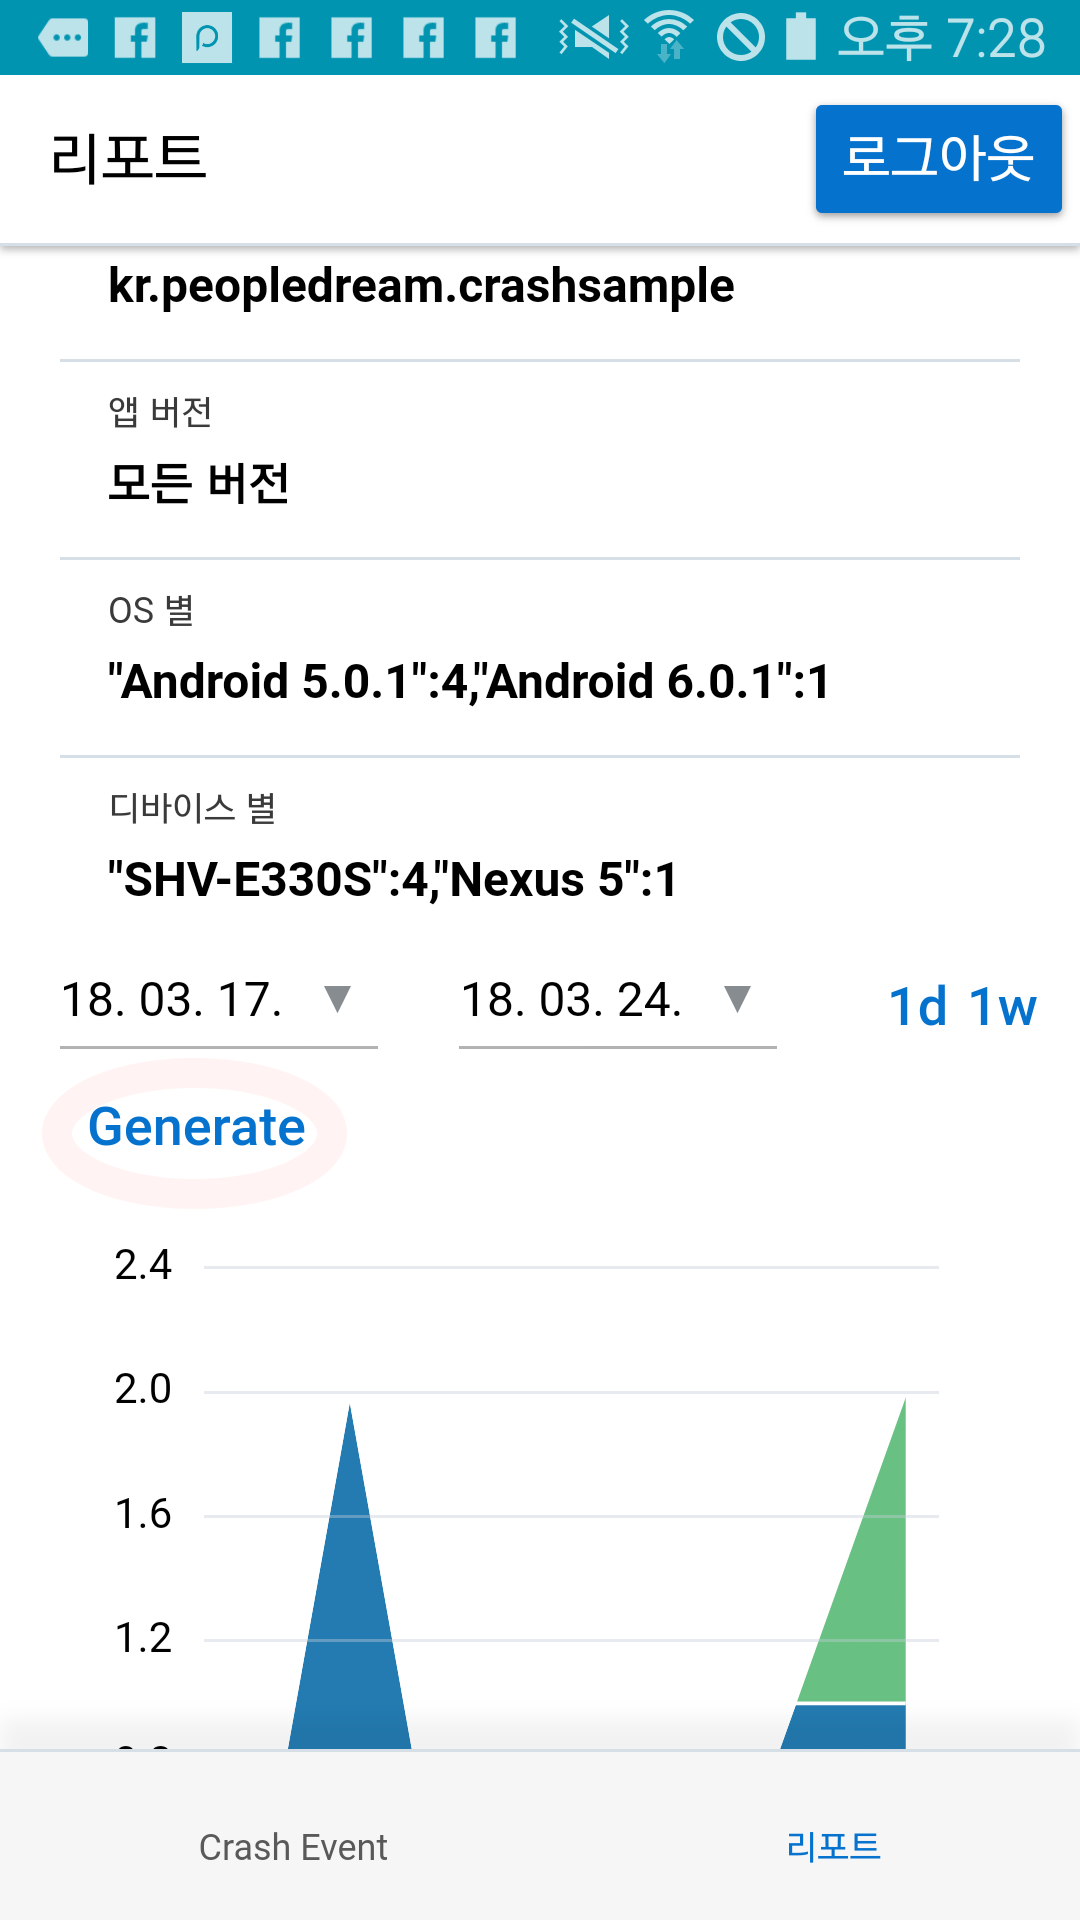 오후 7:28
리포트
로그아웃
kr.peopledream.crashsample
앱 버전
모든 버전
OS 별
"Android 5.0.1":4,"Android 6.0.1":1
디바이스 별
"SHV-E330S":4,"Nexus 5":1
18. 03. 17. ▼ 18. 03. 24. ▼ 1d 1w
Generate
2.4
2.0
1.6
1.2
Crash Event
리포트